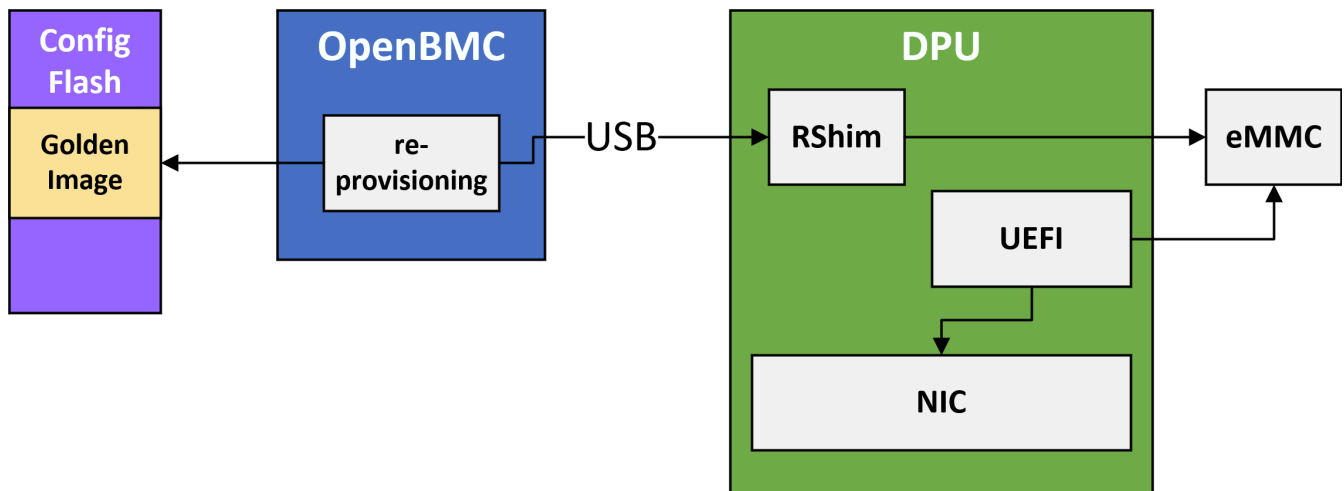 Config
Flash
Golden
Image
OpenBMC
re-
provisioning
USB
DPU
RShim
eMMC
UEFI
NIC